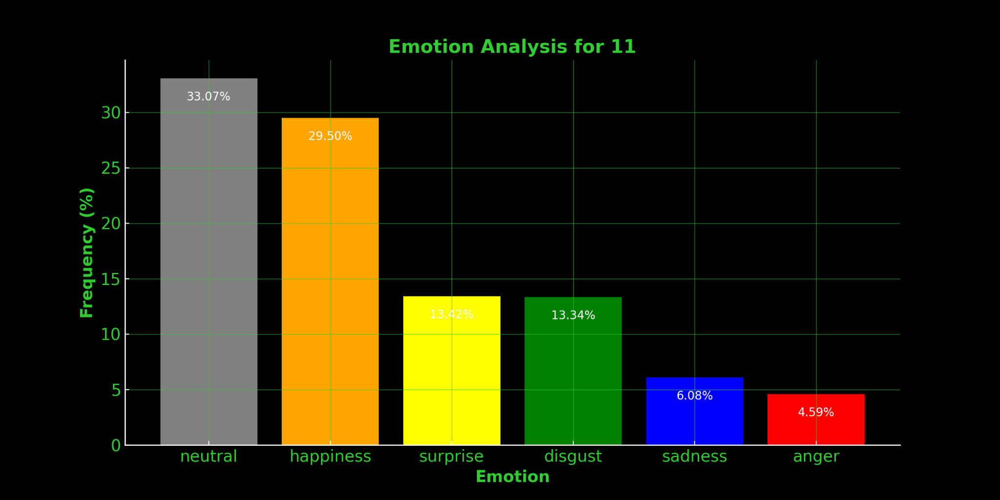 Emotion Analysis for 11
Frequency (%)
30
25
20
15
10
5
0
33.07%
29.50%
13.42%
13.34%
6.08%
4.59%
neutral
happiness
surprise
disgust
sadness
anger
Emotion